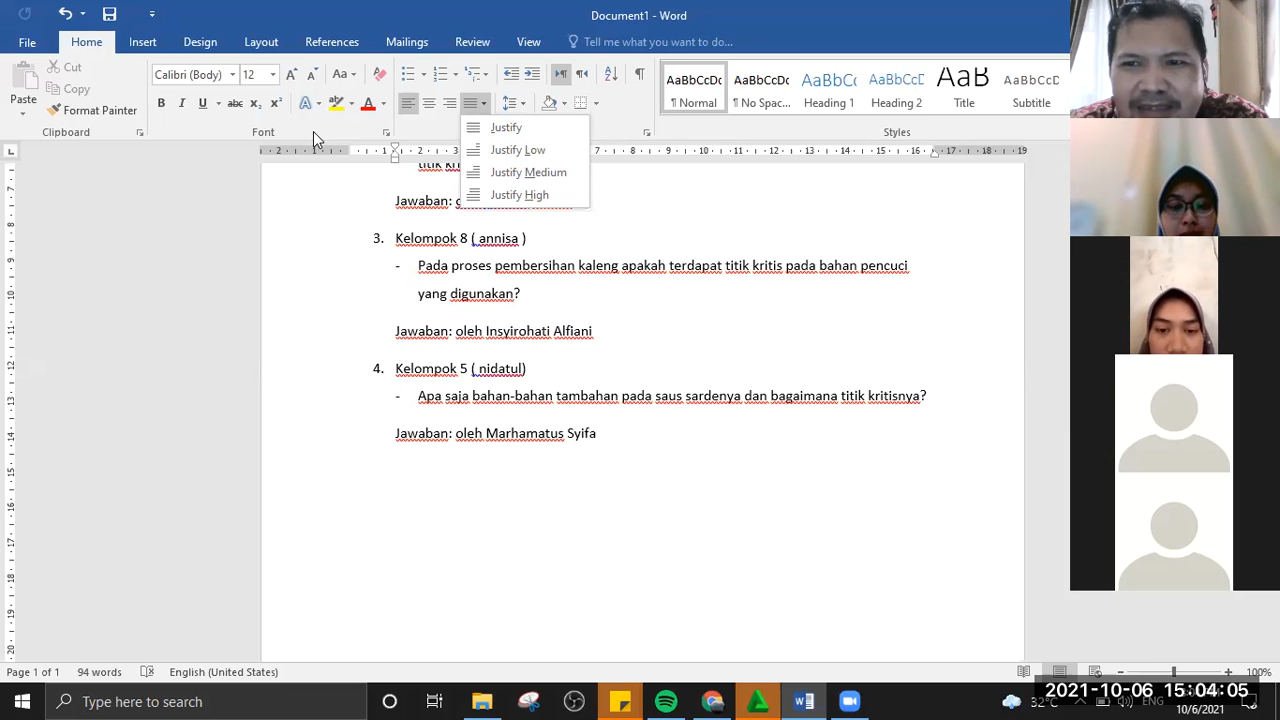 Document1 - Word
File Home Insert Design Layout References Mailings Review View Tell me what you want to do...
Cut
Copy
Format Painter
Paste
Clipboard
Calibri (Body) 12
Font
Justify
Justify Low
Justify Medium
Justify High
AaBbCcDc AaBbCcDc AaBbCc AaBbCcDc AaB AaBbCcDc
¶ Normal ¶ No Spac... Heading 1 Heading 2 Title Subtitle
Styles
Jawaban:
3. Kelompok 8 ( annisa )
- Pada proses pembersihan kaleng apakah terdapat titik kritis pada bahan pencuci
yang digunakan?
Jawaban: oleh Insyirohati Alfiani
4. Kelompok 5 ( nidatul)
- Apa saja bahan-bahan tambahan pada saus sardenya dan bagaimana titik kritisnya?
Jawaban: oleh Marhamatus Syifa
Page 1 of 1 94 words English (United States) 100%
Type here to search
32°C ENG
2021-10-06 15:04:05
10/6/2021